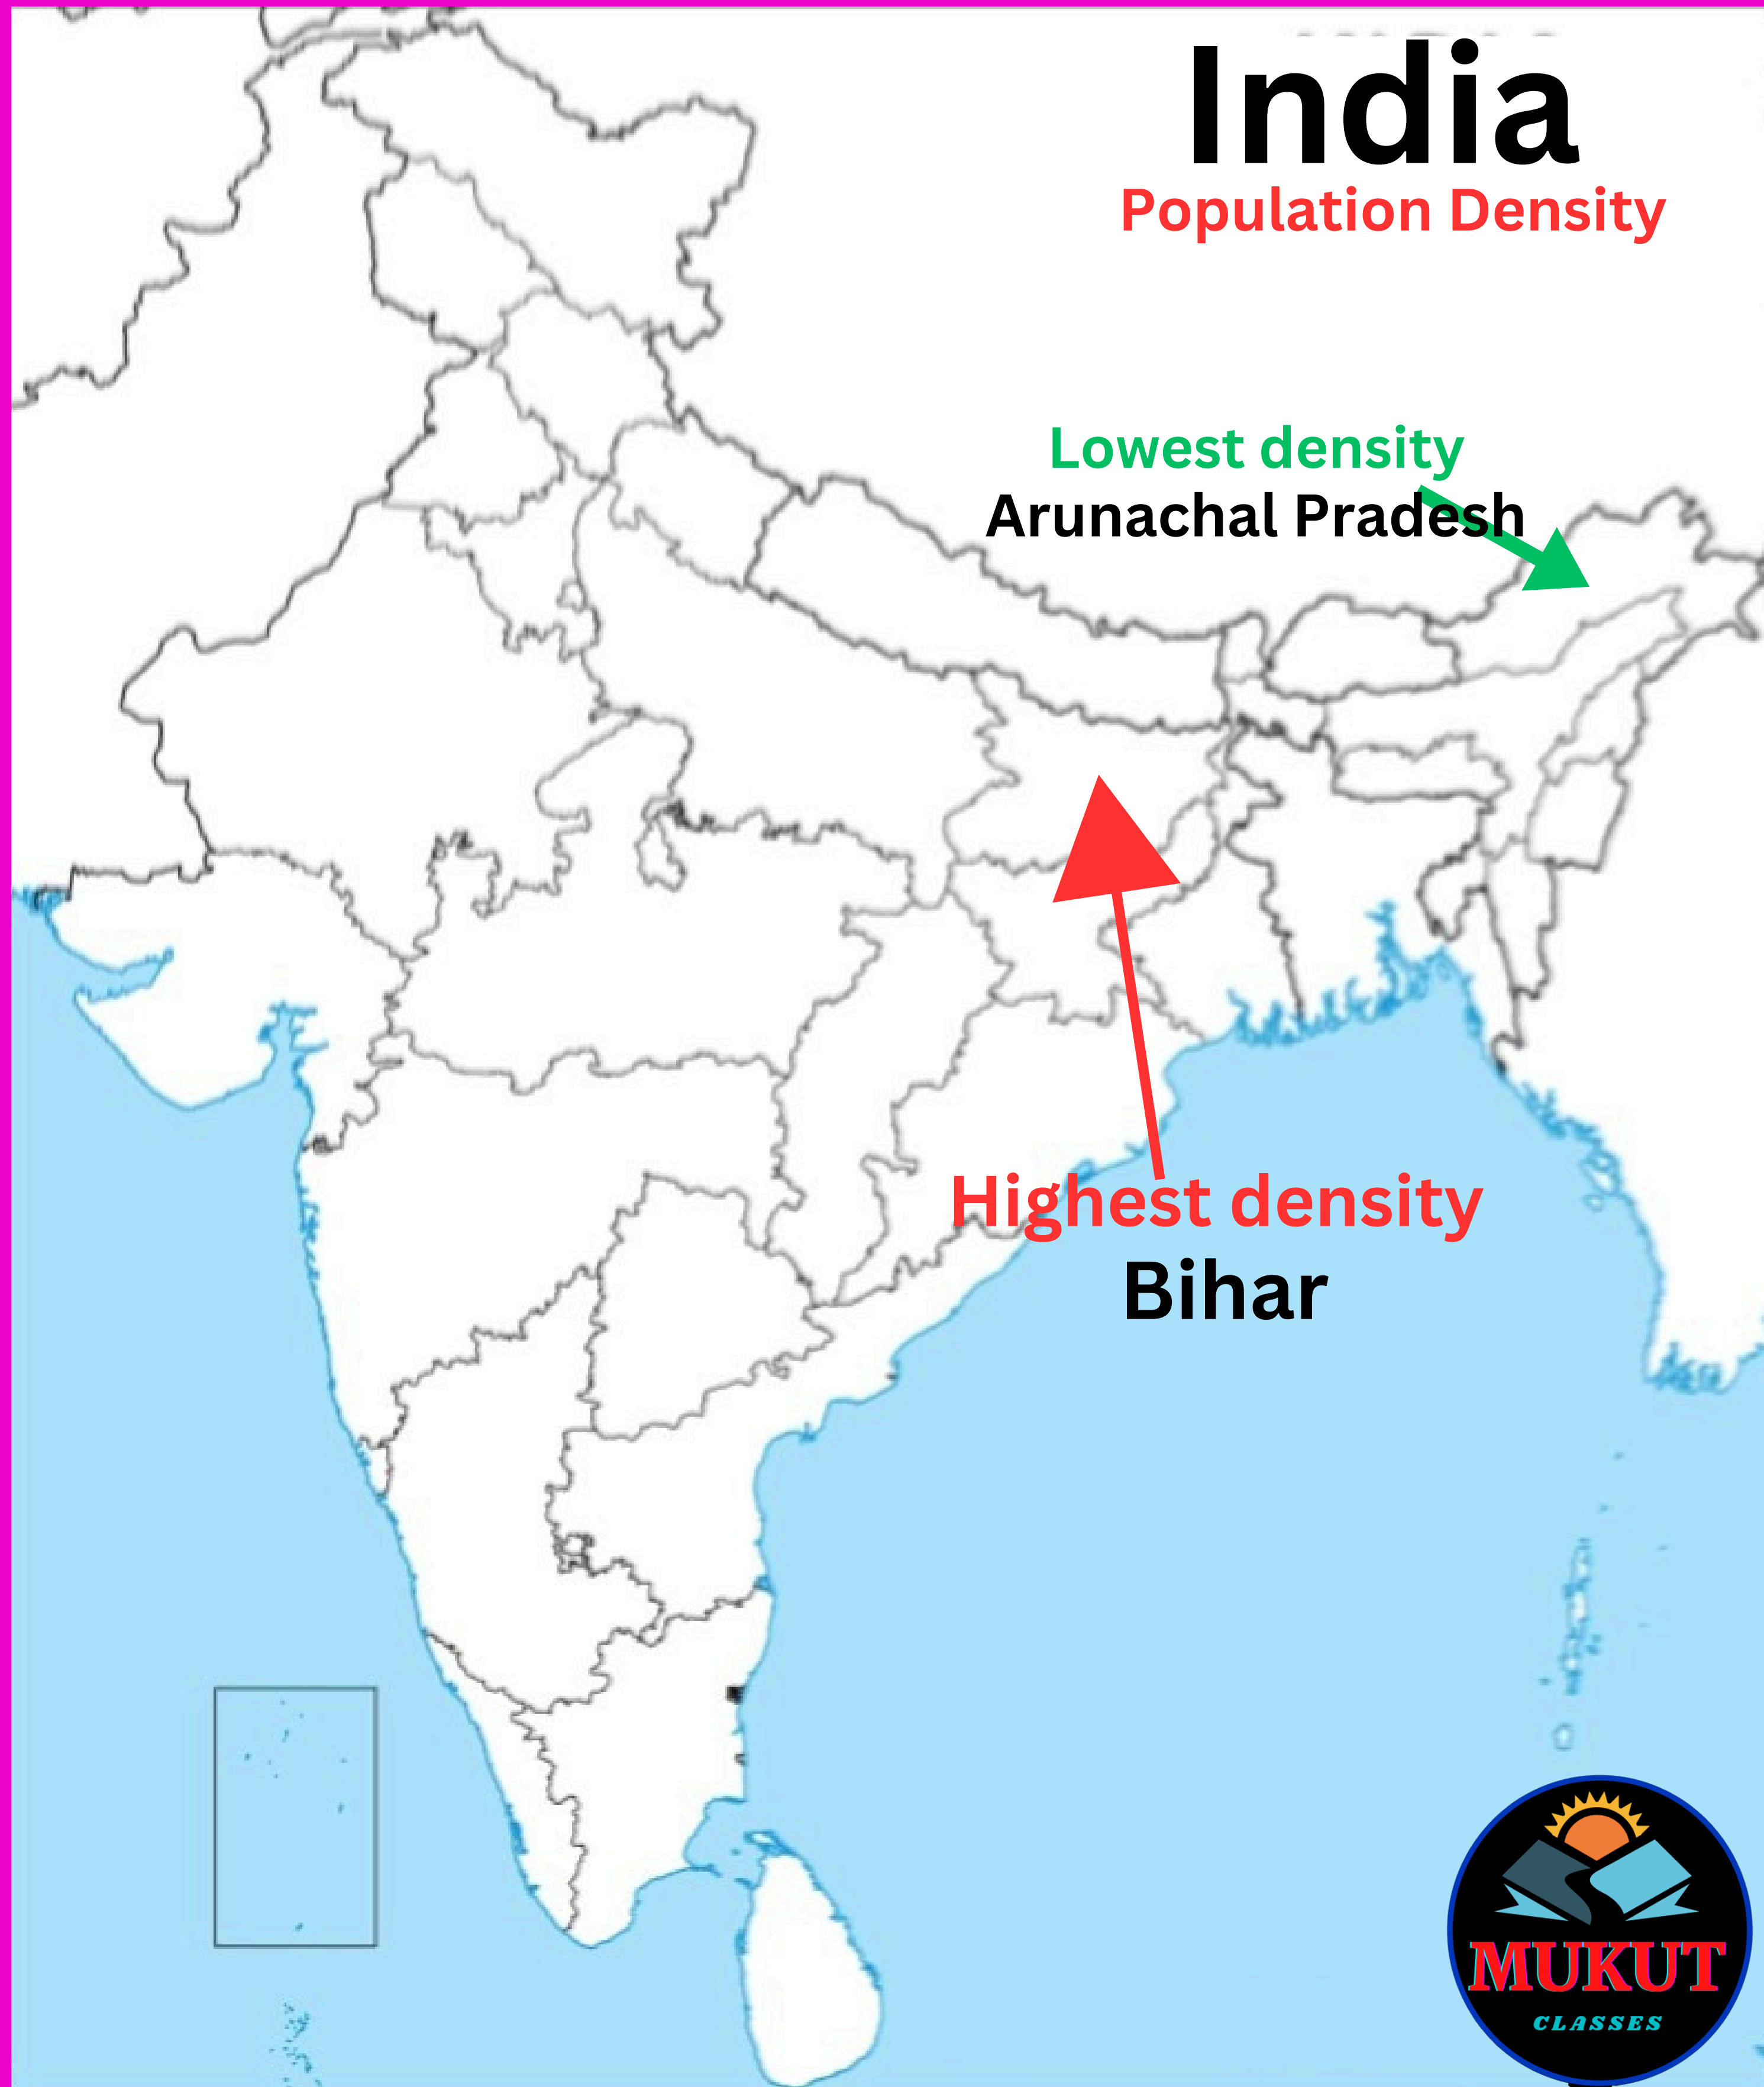 India
Population Density
Lowest density
Arunachal Pradesh
Highest density
Bihar
MUKUT
CLASSES